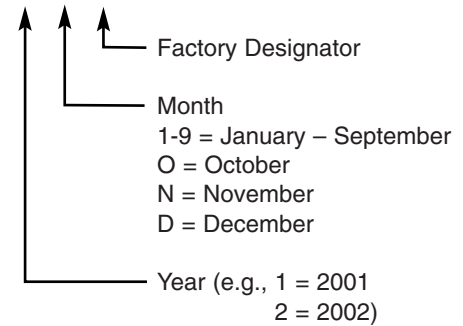 Factory Designator
Month
1-9 = January – September
O = October
N = November
D = December
Year (e.g., 1 = 2001
2 = 2002)